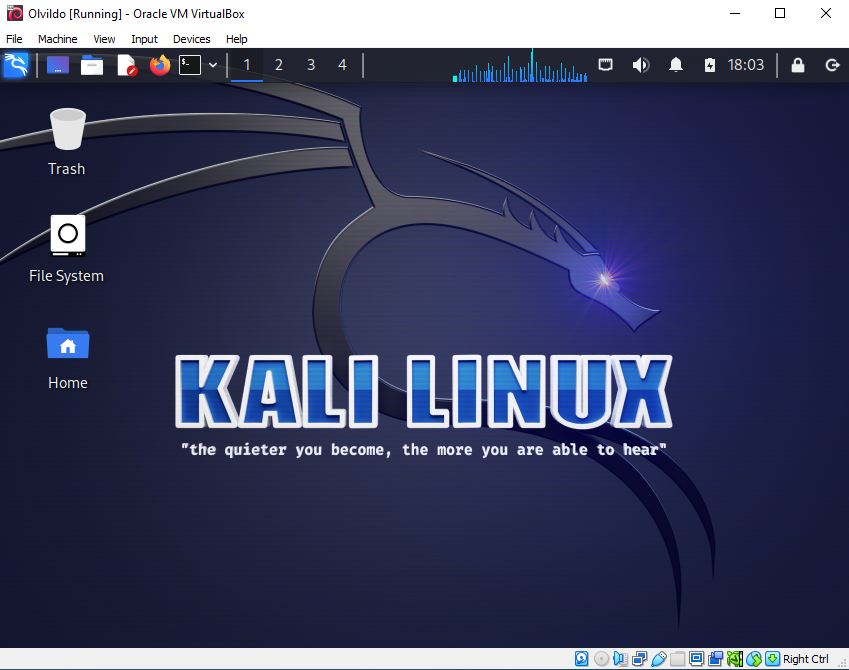 Olvildo [Running] - Oracle VM VirtualBox
File Machine View Input Devices Help
1 2 3 4 18:03
Trash
File System
Home
KALI LINUX
"the quieter you become, the more you are able to hear"
Right Ctrl